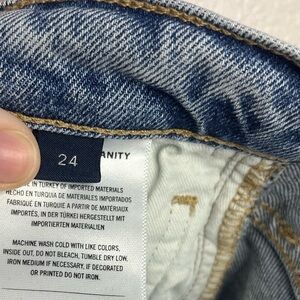 24
ANITY
IN TURKEY OF IMPORTED MATERIALS
HECHO EN TURQUIA DE MATERIALES IMPORTADOS
FABRIQUÉ EN TURQUIE A PARTIR DE MATÉRIAUX
IMPORTÉS, IN DER TÜRKEI HERGESTELLT MIT
IMPORTIERTEN MATERIALIEN
MACHINE WASH COLD WITH LIKE COLORS,
INSIDE OUT, DO NOT BLEACH, TUMBLE DRY LOW.
IRON MEDIUM IF NECESSARY, IF DECORATED
OR PRINTED DO NOT IRON.